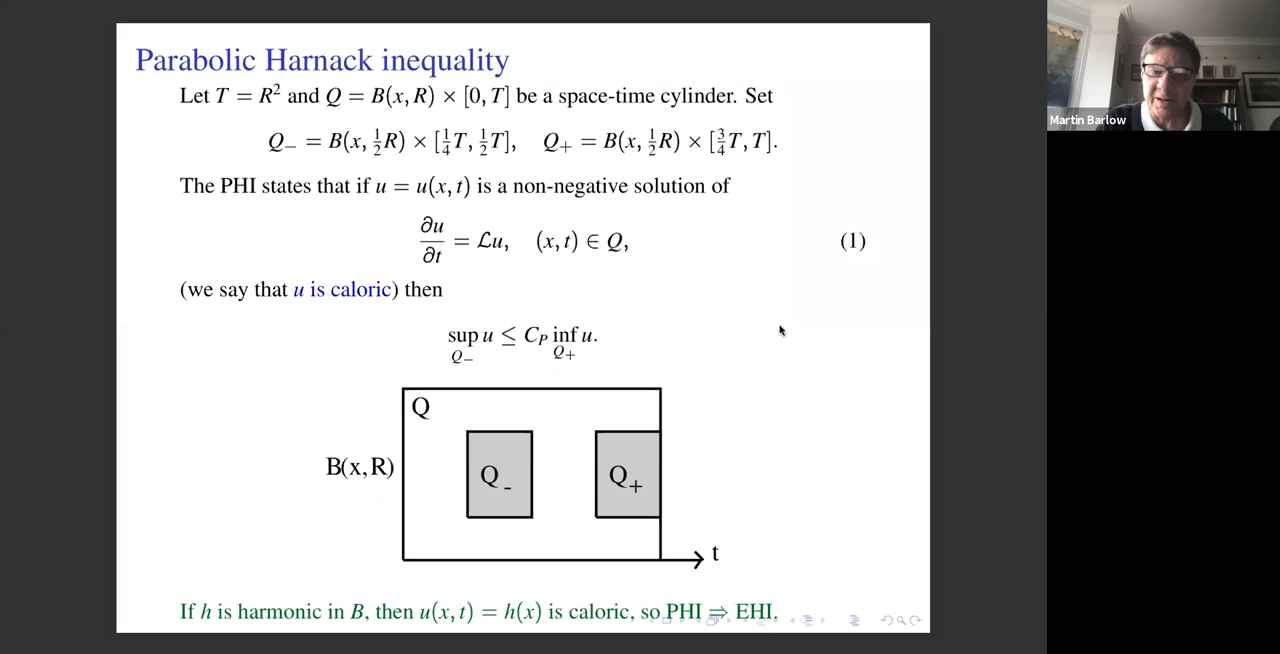 Parabolic Harnack inequality
Let T = R² and Q = B(x, R) × [0, T] be a space-time cylinder. Set
Q₋ = B(x, ½R) × [¼T, ½T], Q₊ = B(x, ½R) × [¾T, T].
The PHI states that if u = u(x, t) is a non-negative solution of
∂u/∂t = ℒu, (x, t) ∈ Q, (1)
(we say that u is caloric) then
sup_{Q₋} u ≤ C_P inf_{Q₊} u.
Q
B(x,R)
Q₋
Q₊
t
If h is harmonic in B, then u(x, t) = h(x) is caloric, so PHI ⇒ EHI.
Martin Barlow